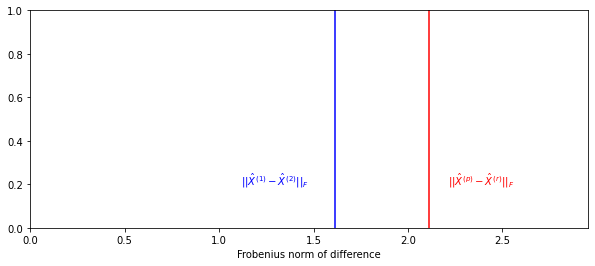 1.0
0.8
0.6
0.4
0.2
0.0
||X̂⁽¹⁾ − X̂⁽²⁾||_F
||X̂⁽ᵖ⁾ − X̂⁽ʳ⁾||_F
0.0 0.5 1.0 1.5 2.0 2.5
Frobenius norm of difference